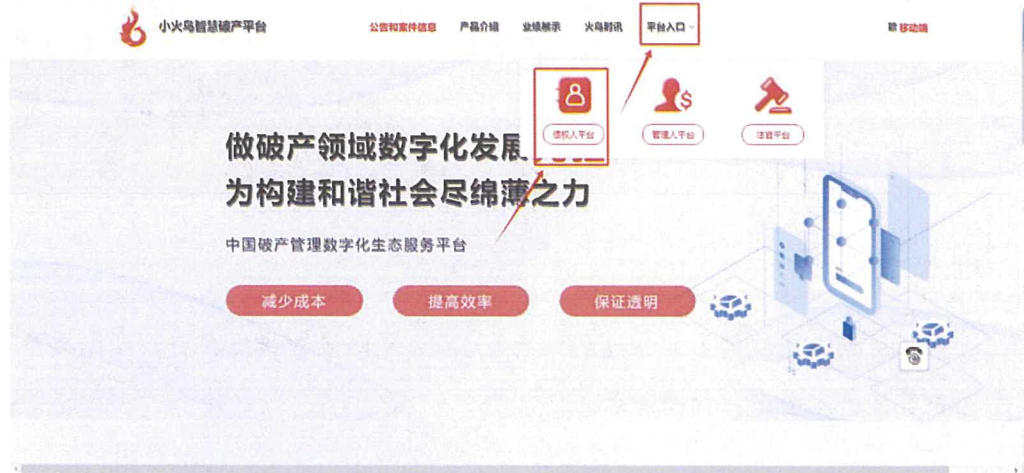 小火鸟智慧破产平台
公告和案件信息 产品介绍 业绩展示 火鸟时讯 平台入口 移动端
债权人平台 管理人平台 法官平台
做破产领域数字化发展
为构建和谐社会尽绵薄之力
中国破产管理数字化生态服务平台
减少成本 提高效率 保证透明